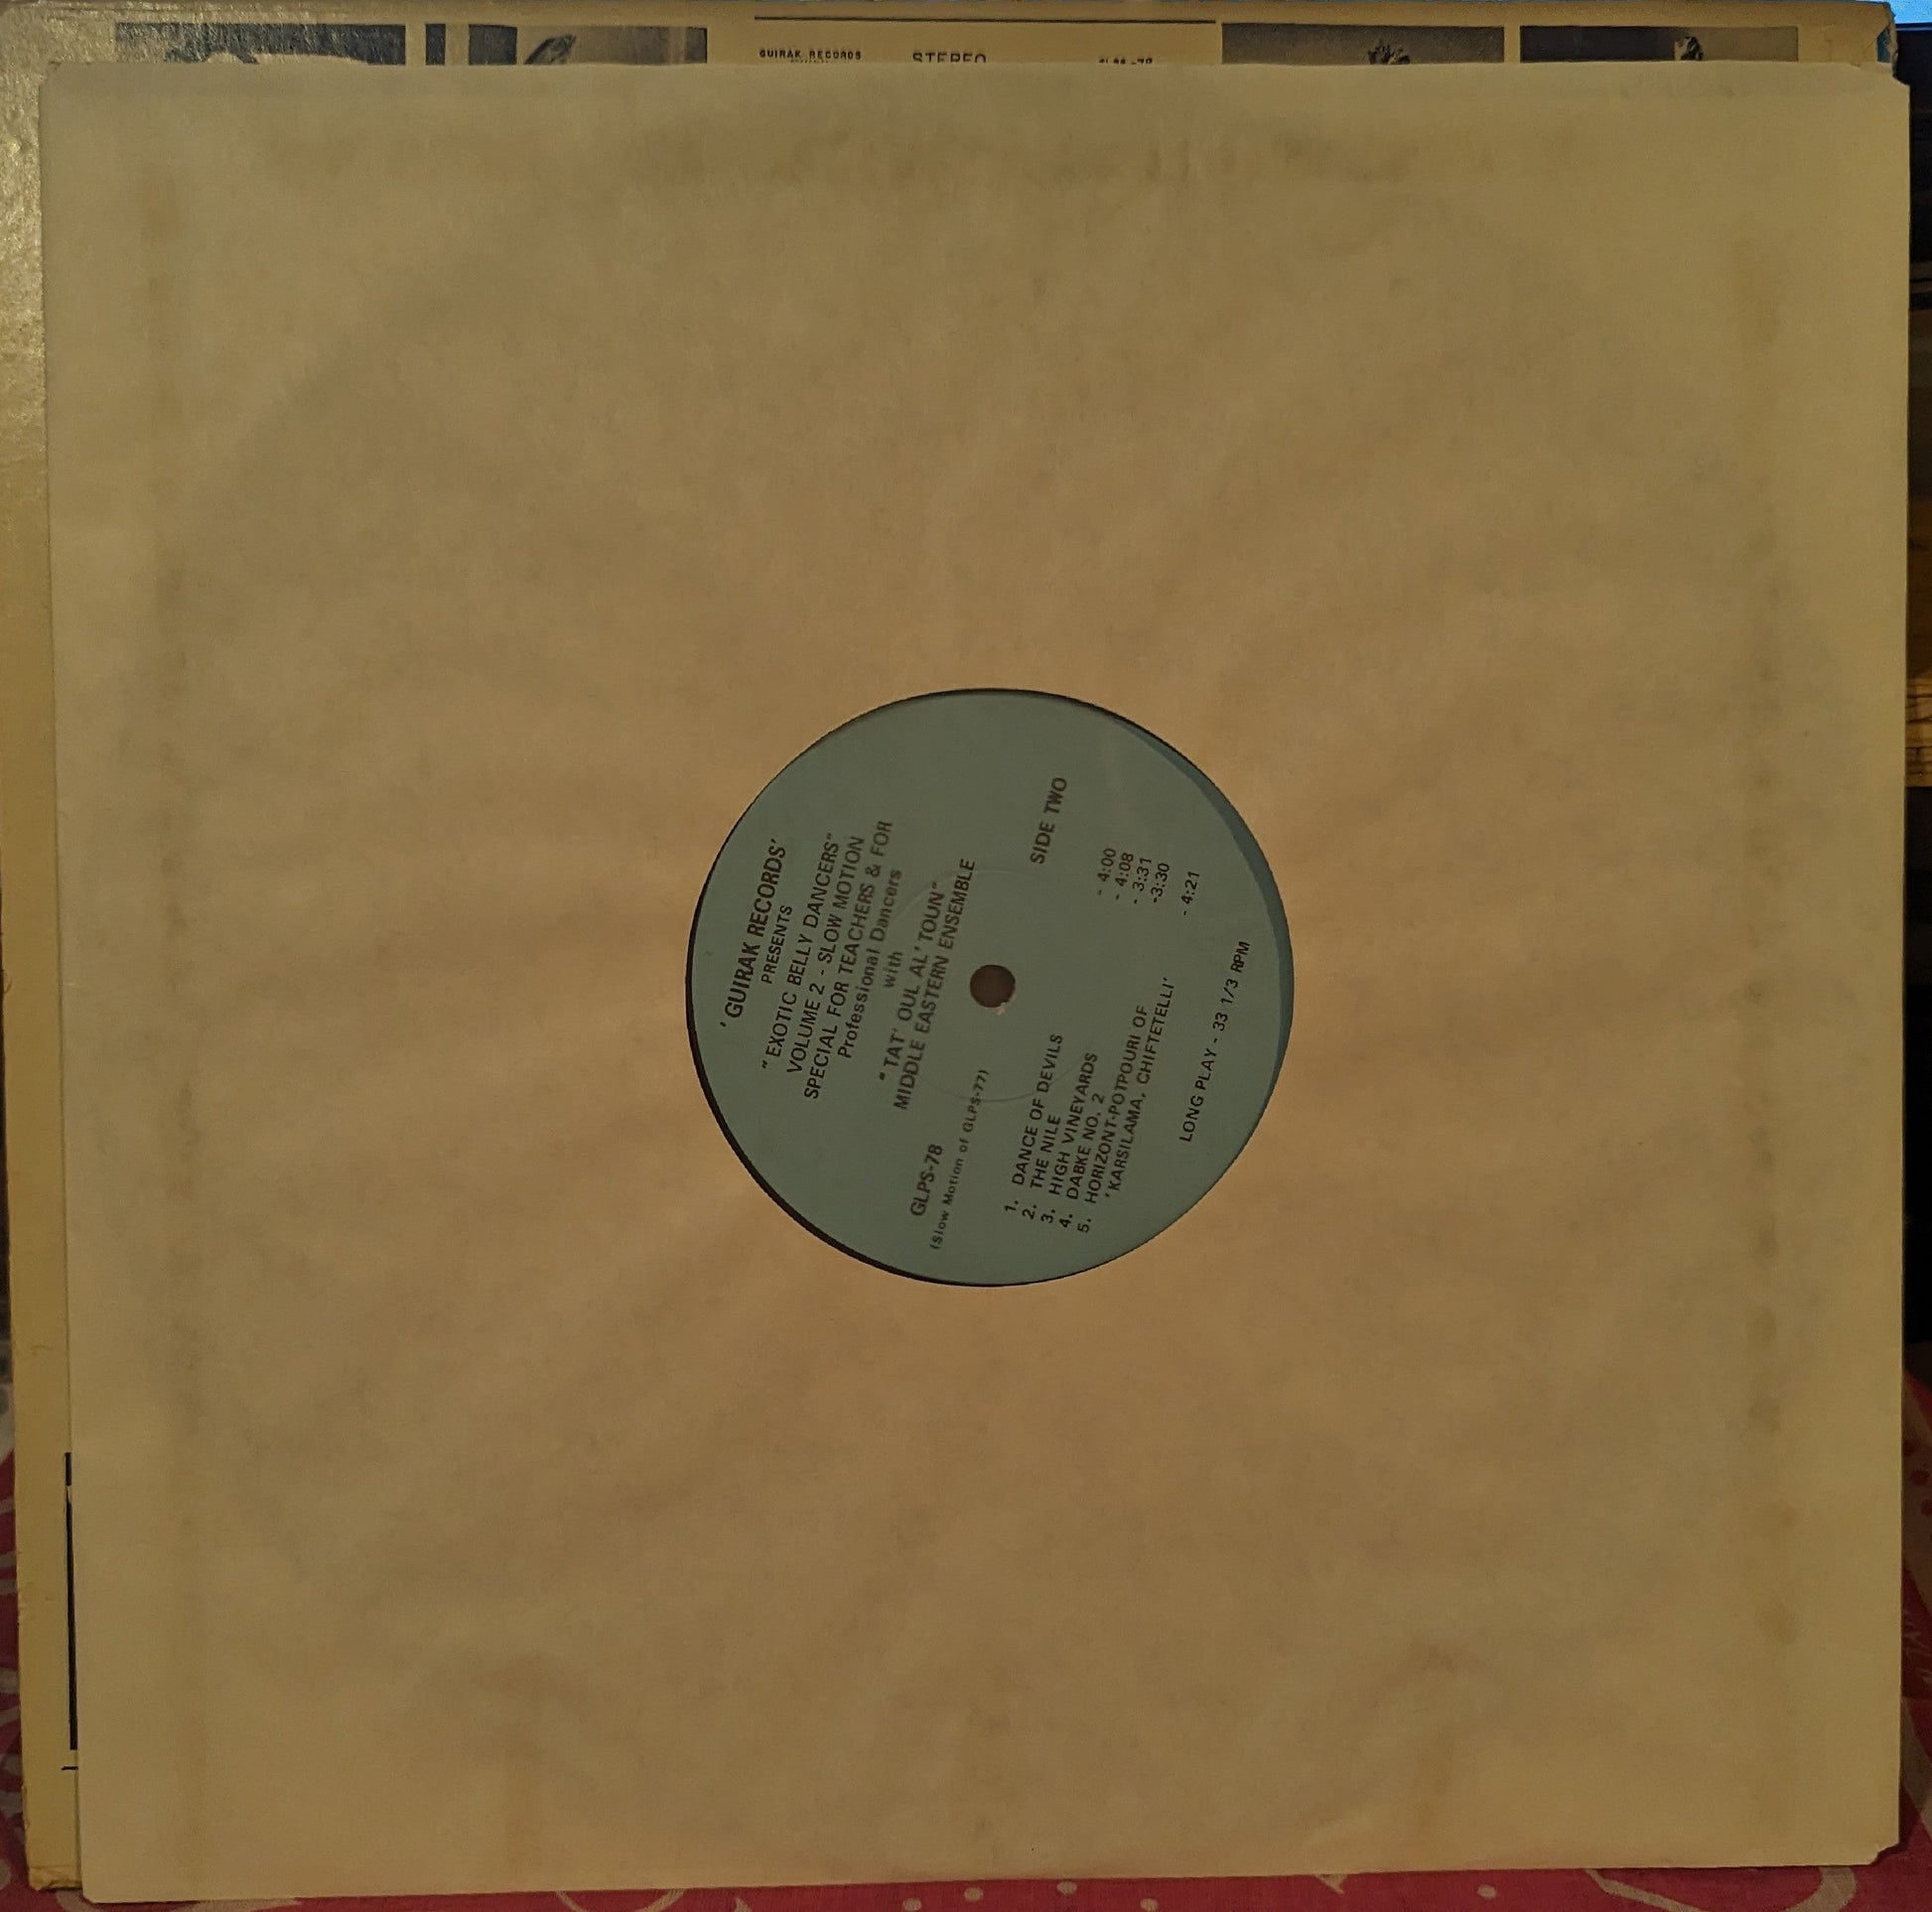 GUIRAK RECORDS STEREO
'GUIRAK RECORDS'
PRESENTS
"EXOTIC BELLY DANCERS"
VOLUME 2 - SLOW MOTION
SPECIAL FOR TEACHERS & FOR
Professional Dancers
with
"TAT' OUL AL' TOUN"
MIDDLE EASTERN ENSEMBLE
GLPS-78
(Slow Motion of GLPS-77)
SIDE TWO
1. DANCE OF DEVILS - 4:00
2. THE NILE - 4:08
3. HIGH VINEYARDS - 3:31
4. DABKE NO. 2 -3:30
5. HORIZONT-POTPOURI OF
'KARSILAMA, CHIFTETELLI' - 4:21
LONG PLAY - 33 1/3 RPM